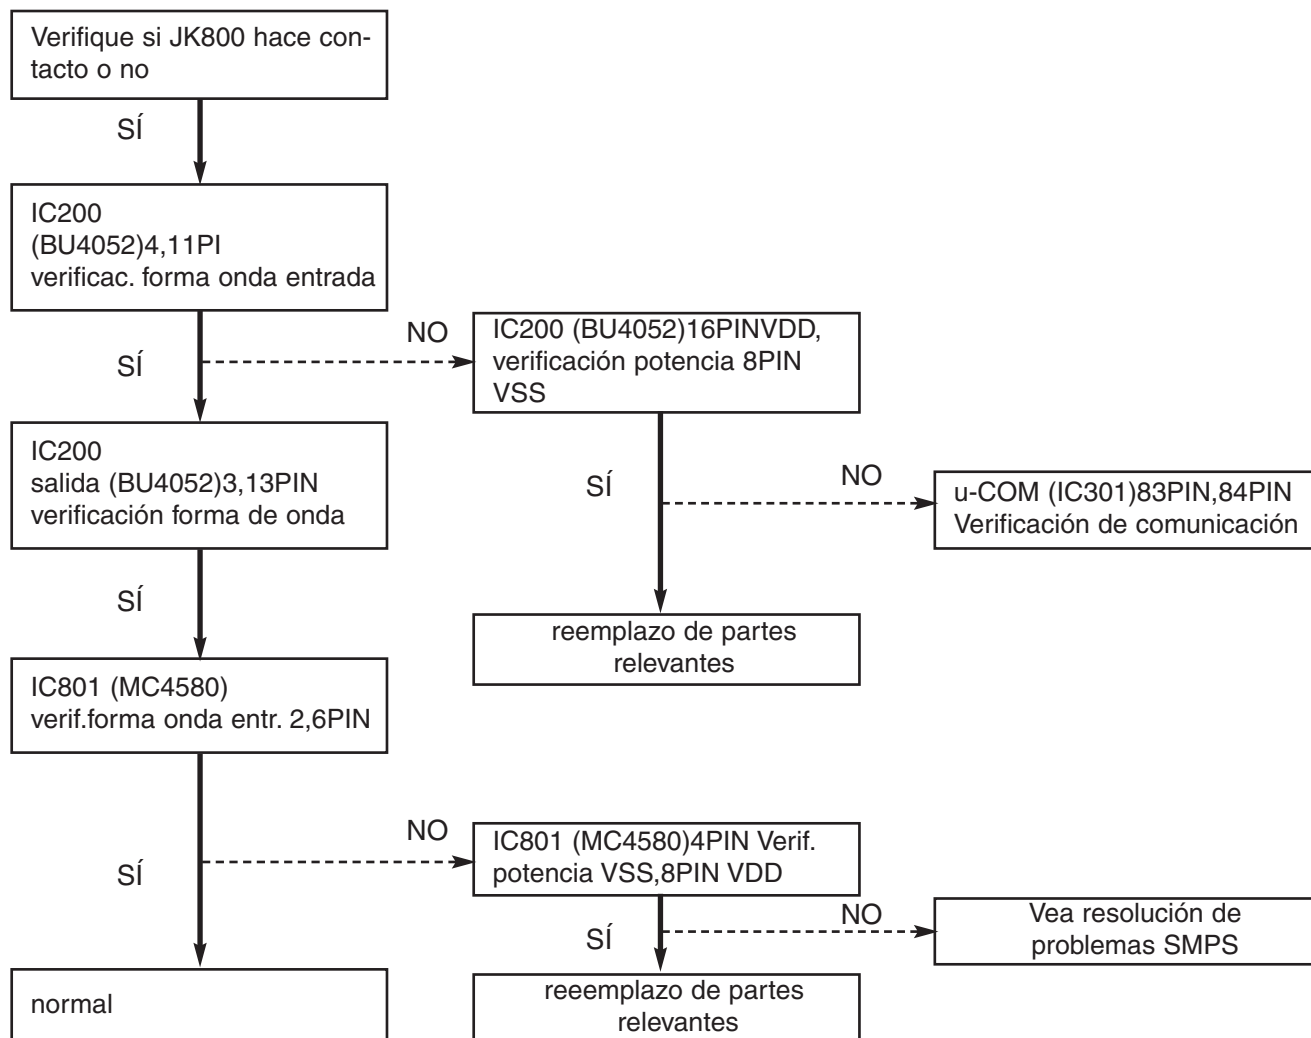 Verifique si JK800 hace con-
tacto o no
SÍ
IC200
(BU4052)4,11PI
verificac. forma onda entrada
NO
SÍ
IC200 (BU4052)16PINVDD,
verificación potencia 8PIN
VSS
IC200
salida (BU4052)3,13PIN
verificación forma de onda
SÍ
NO
u-COM (IC301)83PIN,84PIN
Verificación de comunicación
SÍ
reemplazo de partes
relevantes
IC801 (MC4580)
verif.forma onda entr. 2,6PIN
NO
SÍ
IC801 (MC4580)4PIN Verif.
potencia VSS,8PIN VDD
NO
SÍ
Vea resolución de
problemas SMPS
normal
reeemplazo de partes
relevantes